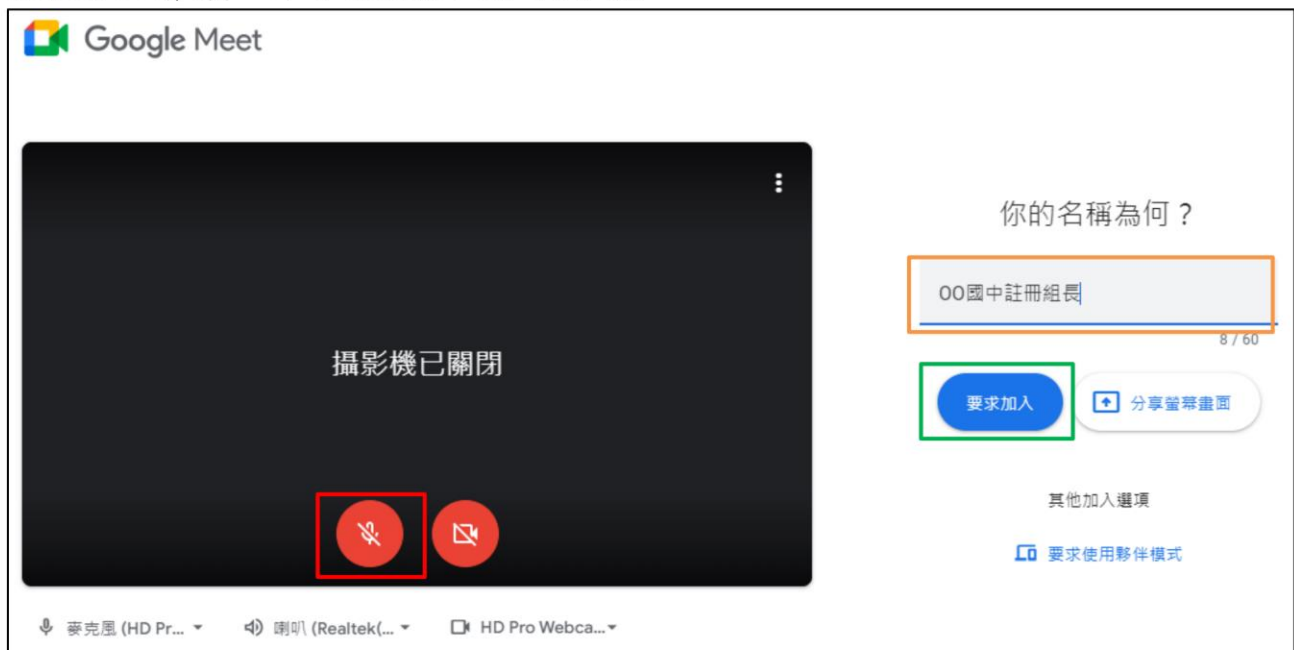 Google Meet
你的名稱為何？
OO國中註冊組長
8 / 60
攝影機已關閉
要求加入
分享螢幕畫面
其他加入選項
要求使用夥伴模式
麥克風 (HD Pr...
喇叭 (Realtek(...
HD Pro Webca...